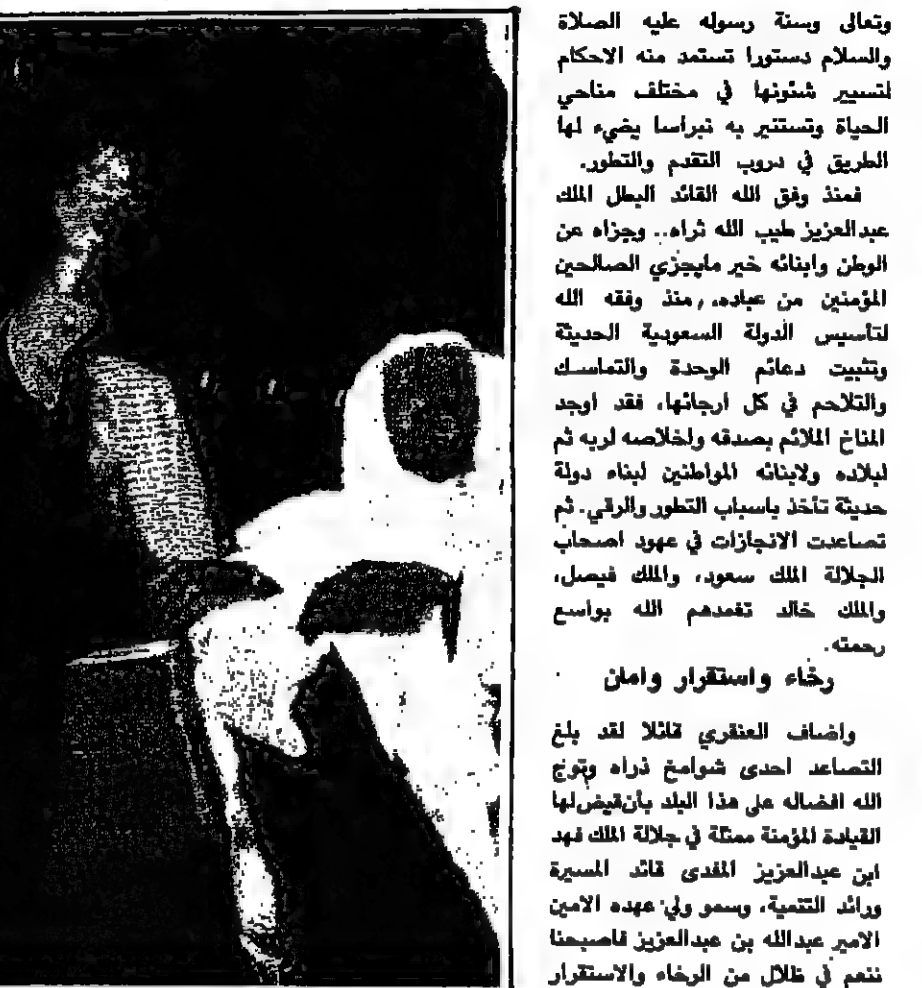 وتعالى وسنة رسوله عليه الصلاة
والسلام دستورا تستمد منه الاحكام
لتسيير شئونها في مختلف مناحي
الحياة وتستنير به نبراسا يضيء لها
الطريق في دروب التقدم والتطور.
فمنذ وفق الله القائد البطل الملك
عبدالعزيز طيب الله ثراه.. وجزاه عن
الوطن وابنائه خير مايجزي الصالحين
المؤمنين من عباده، منذ وفقه الله
لتأسيس الدولة السعودية الحديثة
وتثبيت دعائم الوحدة والتماسك
والتلاحم في كل ارجائها، فقد اوجد
المناخ الملائم بصدقه واخلاصه لربه ثم
لبلاده ولابنائه المواطنين لبناء دولة
حديثة تأخذ باسباب التطور والرقي. ثم
تصاعدت الانجازات في عهود اصحاب
الجلالة الملك سعود، والملك فيصل،
والملك خالد تغمدهم الله بواسع
رحمته.
رخاء واستقرار وامان
واضاف العنقري قائلا لقد بلغ
التصاعد احدى شوامخ ذراه وتوج
الله افضاله على هذا البلد بأن قيض لها
القيادة المؤمنة ممثلة في جلالة الملك فهد
ابن عبدالعزيز المفدى قائد المسيرة
ورائد التنمية، وسمو ولي عهده الامين
الامير عبدالله بن عبدالعزيز فاصبحنا
ننعم في ظلال من الرخاء والاستقرار